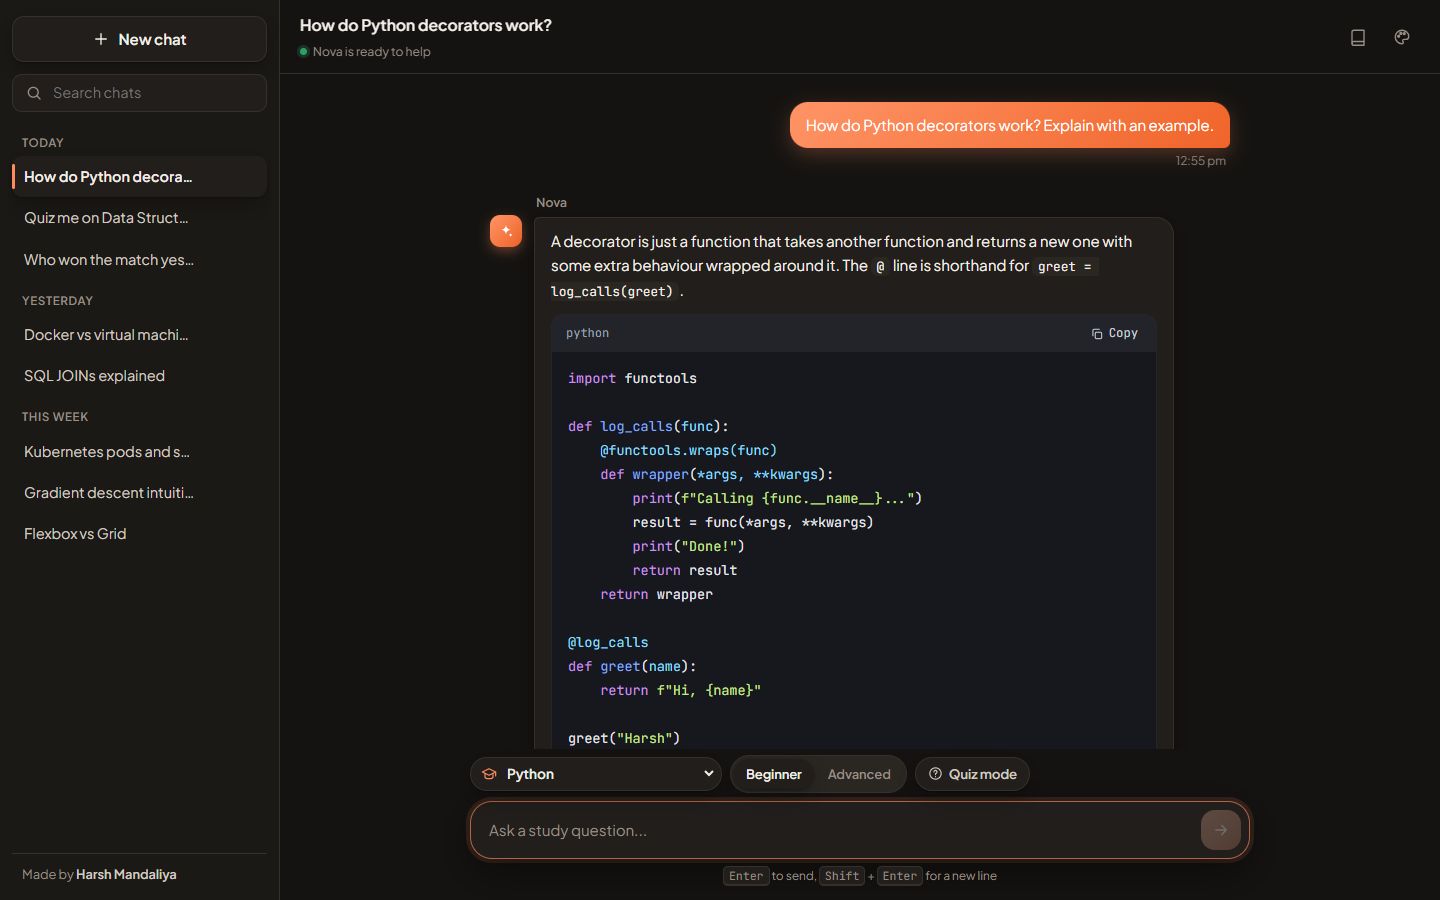 New chat
Search chats
TODAY
How do Python decora...
Quiz me on Data Struct...
Who won the match yes...
YESTERDAY
Docker vs virtual machi...
SQL JOINs explained
THIS WEEK
Kubernetes pods and s...
Gradient descent intuiti...
Flexbox vs Grid
Made by Harsh Mandaliya
How do Python decorators work?
Nova is ready to help
How do Python decorators work? Explain with an example.
12:55 pm
Nova
A decorator is just a function that takes another function and returns a new one with
some extra behaviour wrapped around it. The @ line is shorthand for greet =
log_calls(greet) .
python
Copy
import functools
def log_calls(func):
    @functools.wraps(func)
    def wrapper(*args, **kwargs):
        print(f"Calling {func.__name__}...")
        result = func(*args, **kwargs)
        print("Done!")
        return result
    return wrapper
@log_calls
def greet(name):
    return f"Hi, {name}"
greet("Harsh")
Python
Beginner
Advanced
Quiz mode
Ask a study question...
Enter to send, Shift + Enter for a new line